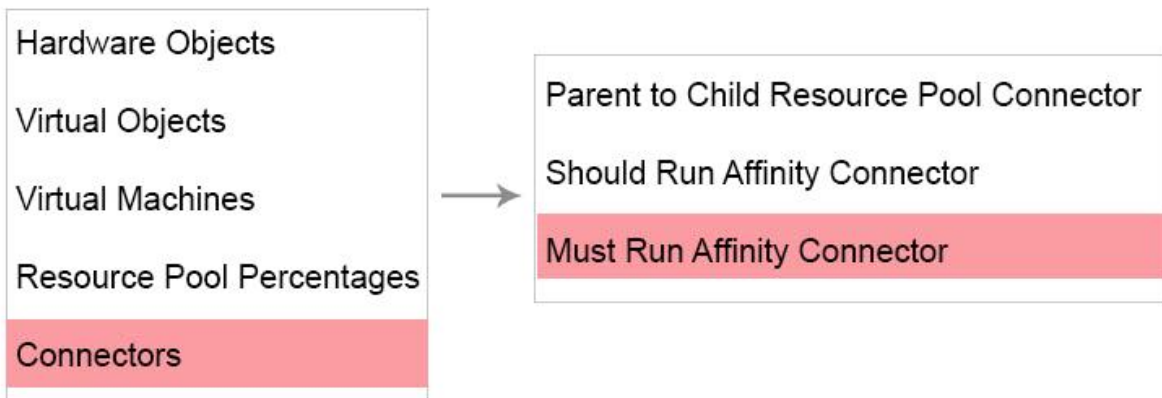 Hardware Objects
Virtual Objects
Virtual Machines
Resource Pool Percentages
Connectors
Parent to Child Resource Pool Connector
Should Run Affinity Connector
Must Run Affinity Connector